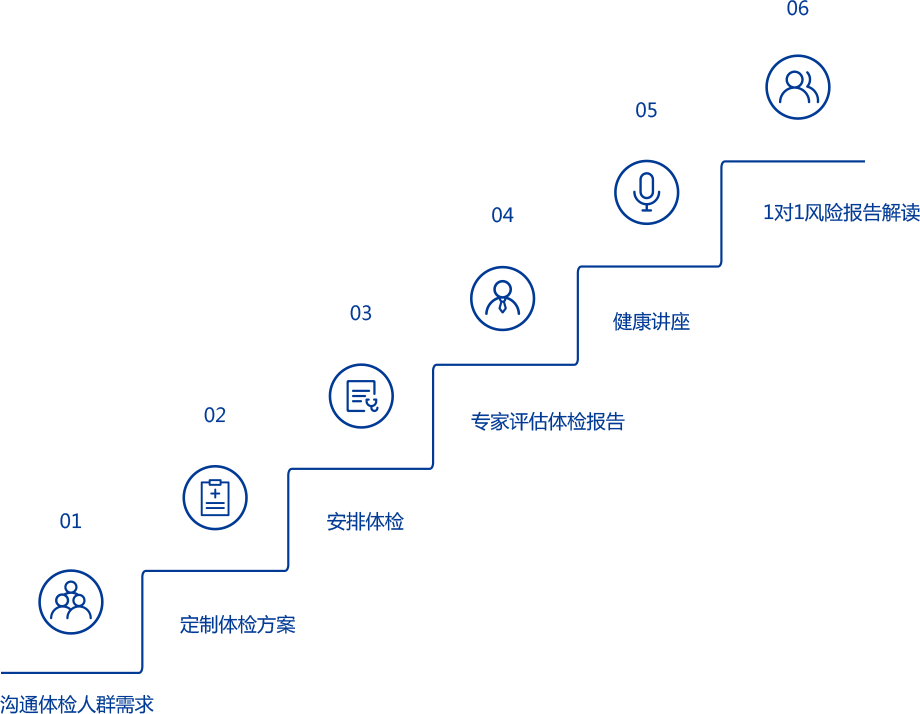 01
沟通体检人群需求
02
定制体检方案
03
安排体检
04
专家评估体检报告
05
健康讲座
06
1对1风险报告解读